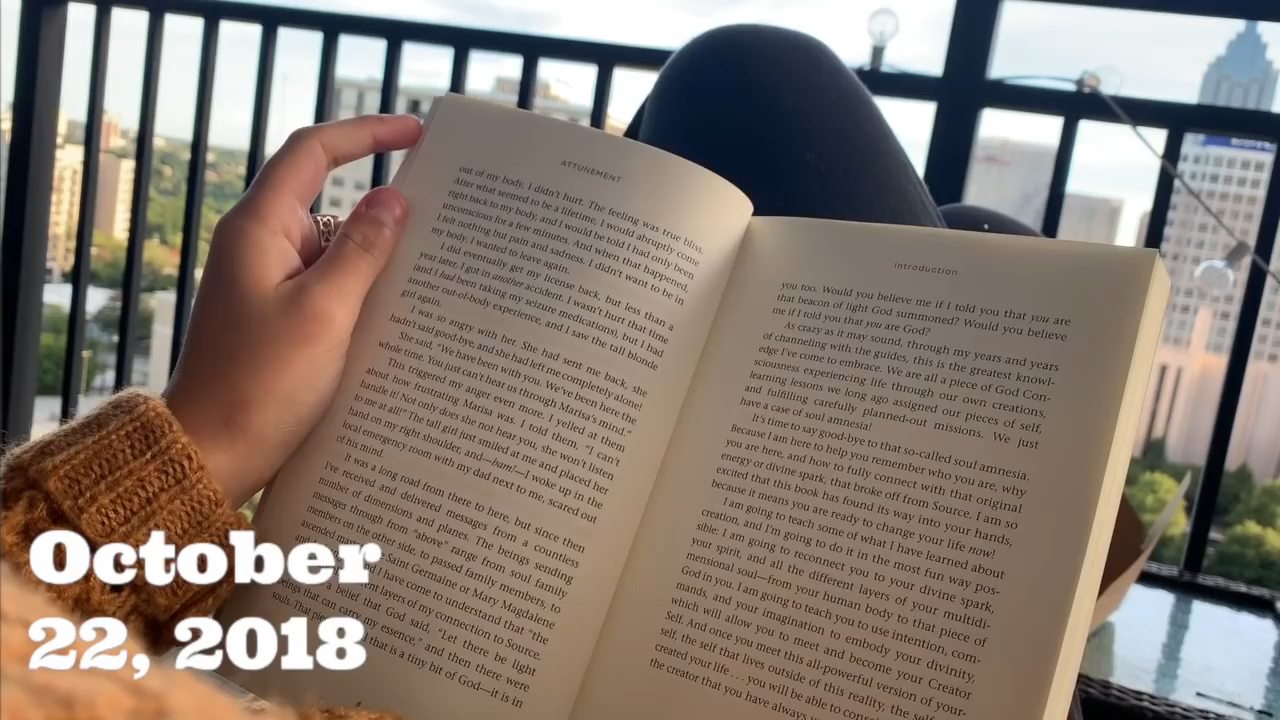 ATTUNEMENT
out of my body, I didn't hurt. The feeling was true bliss.
After what seemed to be a lifetime, I would abruptly come
right back to my body, and I would be told I had only been
unconscious for a few minutes. And when that happened,
I felt nothing but pain and sadness. I didn't want to be in
my body. I wanted to leave again.
I did eventually get my license back, but less than a
year later, I got in another accident. I wasn't hurt that time
(and I had been taking my seizure medications), but I had
another out-of-body experience, and I saw the tall blonde
girl again.
I was so angry with her. She had sent me back, she
hadn't said good-bye, and she had left me completely alone!
She said, "We have been with you. We've been here the
whole time. You just can't hear us through Marisa's mind."
This triggered my anger even more. I yelled at them
about how frustrating Marisa was. I told them, "I can't
handle it! Not only does she not hear you, she won't listen
to me at all!" The tall girl just smiled at me and placed her
hand on my right shoulder, and—bam!—I woke up in the
local emergency room with my dad next to me, scared out
of his mind.
It was a long road from there to here, but since then
I've received and delivered messages from a countless
number of dimensions and planes. The beings sending
messages through from "above" range from soul family
members on the other side, to passed family members, to
ascended Saint Germaine or Mary Magdalene
and I have come to understand that "the
layers of my connection to Source.
a belief that God said, "Let there be light
beings that can carry my essence," and then there were
souls. That that is a tiny bit of God—it is in
introduction
you too. Would you believe me if I told you that you are
that beacon of light God summoned? Would you believe
me if I told you that you are God?
As crazy as it may sound, through my years and years
of channeling with the guides, this is the greatest knowl-
edge I've come to embrace. We are all a piece of God Con-
sciousness experiencing life through our own creations,
learning lessons we long ago assigned our pieces of self,
and fulfilling carefully planned-out missions. We just
have a case of soul amnesia!
It's time to say good-bye to that so-called soul amnesia.
Because I am here to help you remember who you are, why
you are here, and how to fully connect with that original
energy or divine spark, that broke off from Source. I am so
excited that this book has found its way into your hands,
because it means you are ready to change your life now!
I am going to teach some of what I have learned about
creation, and I'm going to do it in the most fun way pos-
sible: I am going to reconnect you to your divine spark,
your spirit, and all the different layers of your multidi-
mensional soul—from your human body to that piece of
God in you. I am going to teach you to use intention, com-
mands, and your imagination to embody your divinity,
which will allow you to meet and become your Creator
Self. And once you meet this all-powerful version of your-
self, the self that lives outside of this reality, the self
created your life . . . you will be able to
the creator that you have always
October
22, 2018